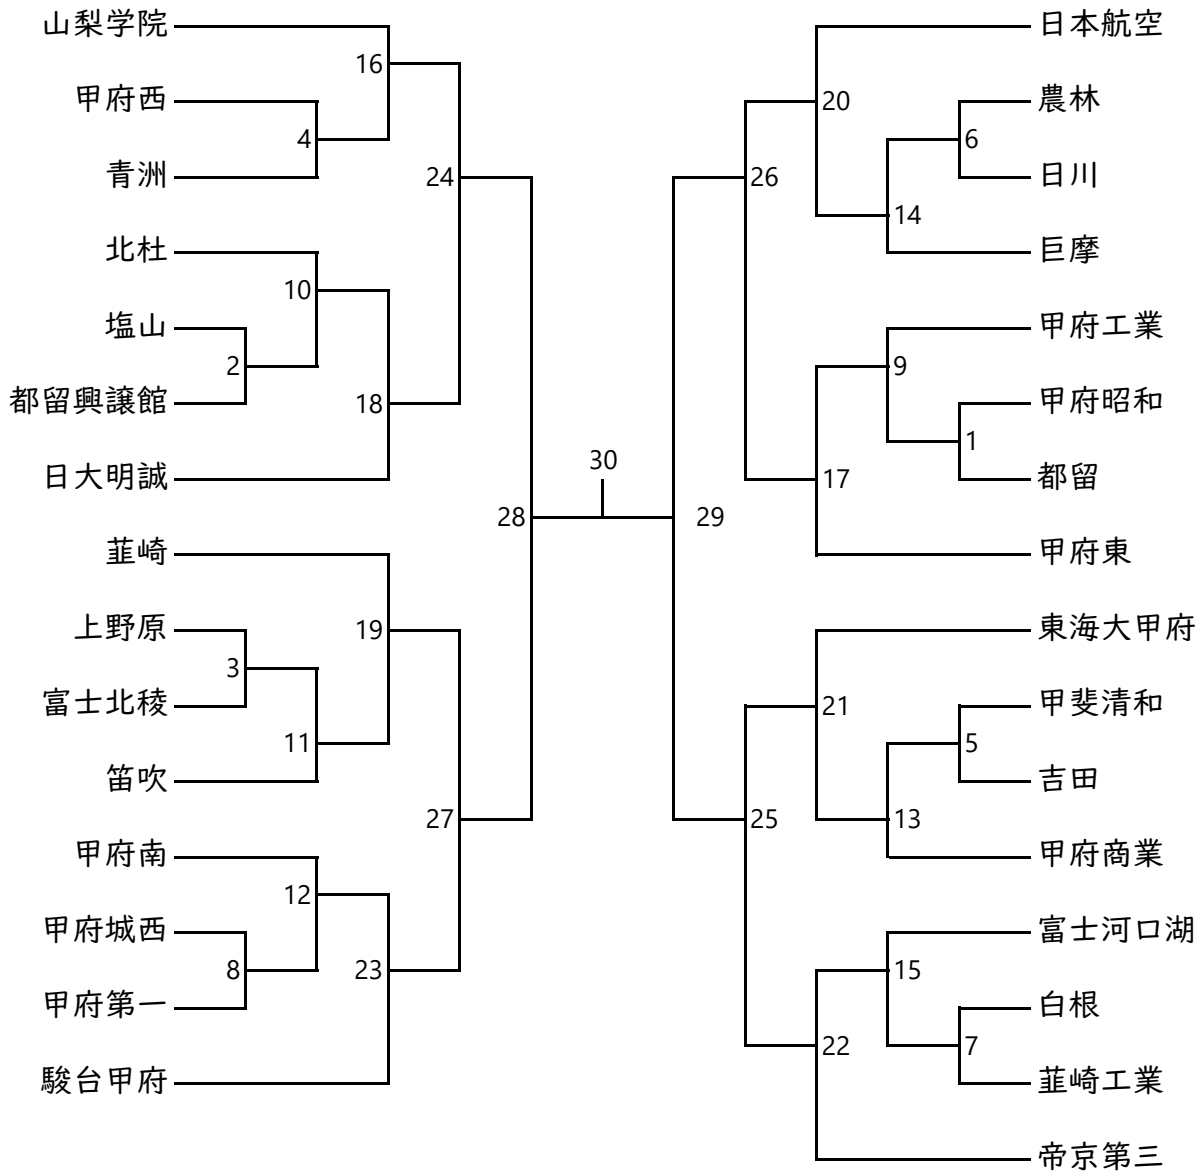 山梨学院
16
甲府西
4
青洲
24
北杜
10
塩山
2
都留興譲館
18
日大明誠
28
韮崎
19
上野原
3
富士北稜
11
笛吹
27
甲府南
12
甲府城西
8
甲府第一
23
駿台甲府
30
29
日本航空
20
農林
6
日川
26
14
巨摩
甲府工業
9
甲府昭和
1
都留
17
甲府東
東海大甲府
21
甲斐清和
5
吉田
25
13
甲府商業
富士河口湖
15
白根
7
22
韮崎工業
帝京第三